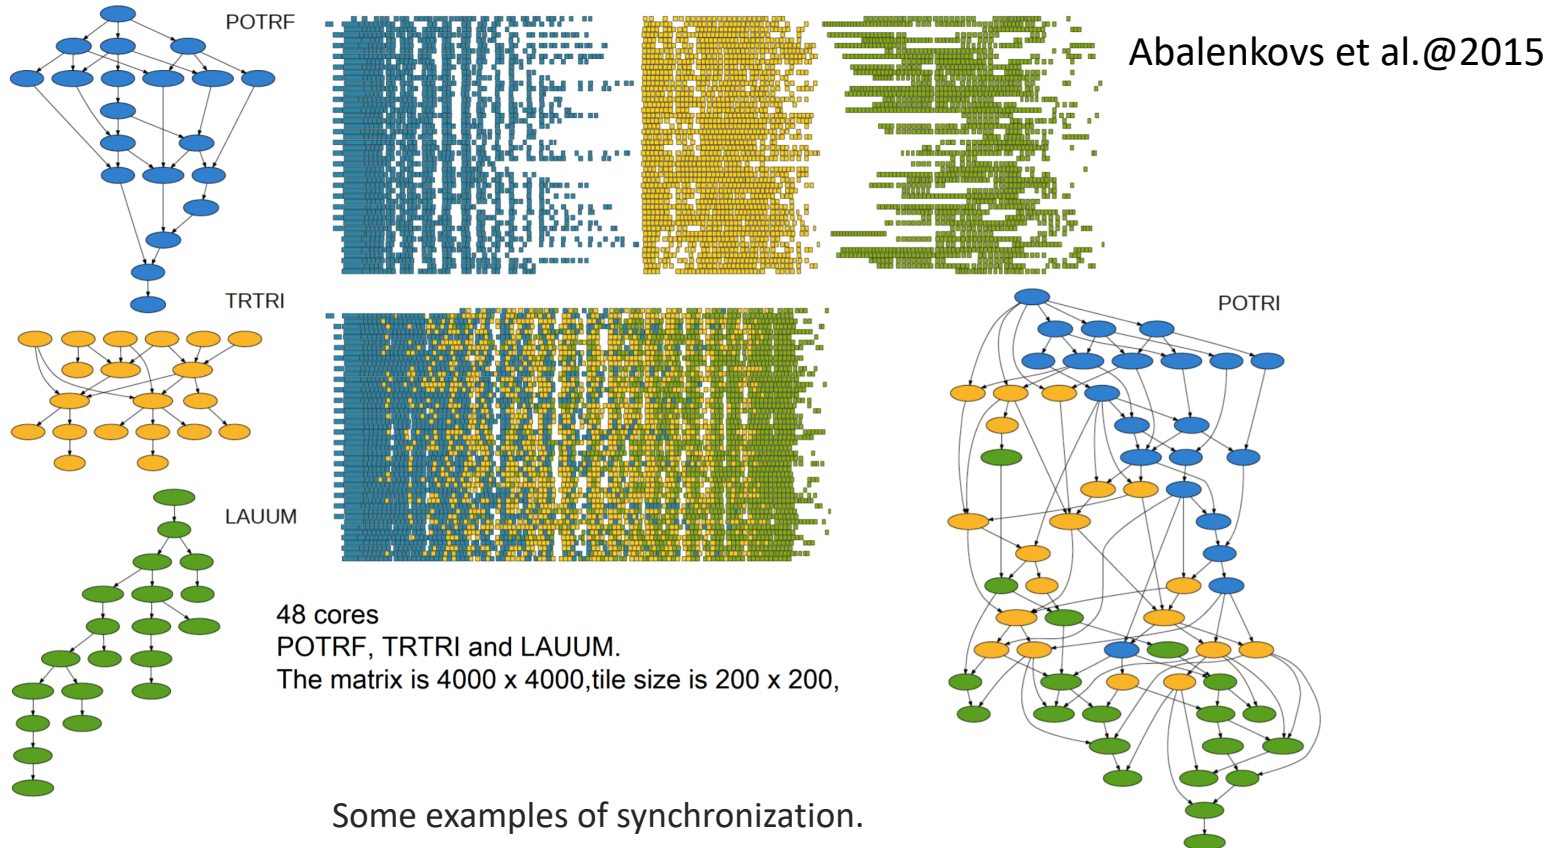 POTRF
Abalenkovs et al.@2015
TRTRI
POTRI
LAUUM
48 cores
POTRF, TRTRI and LAUUM.
The matrix is 4000 x 4000,tile size is 200 x 200,
Some examples of synchronization.